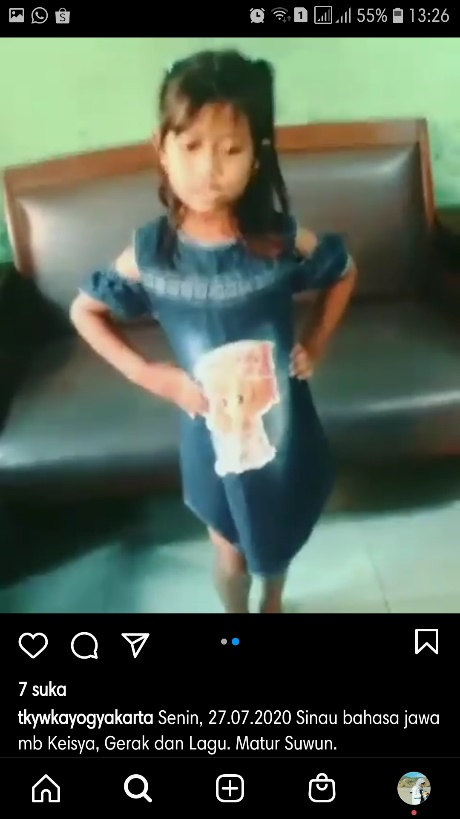 1 55% 13:26
7 suka
tkywkayogyakarta Senin, 27.07.2020 Sinau bahasa jawa
mb Keisya, Gerak dan Lagu. Matur Suwun.